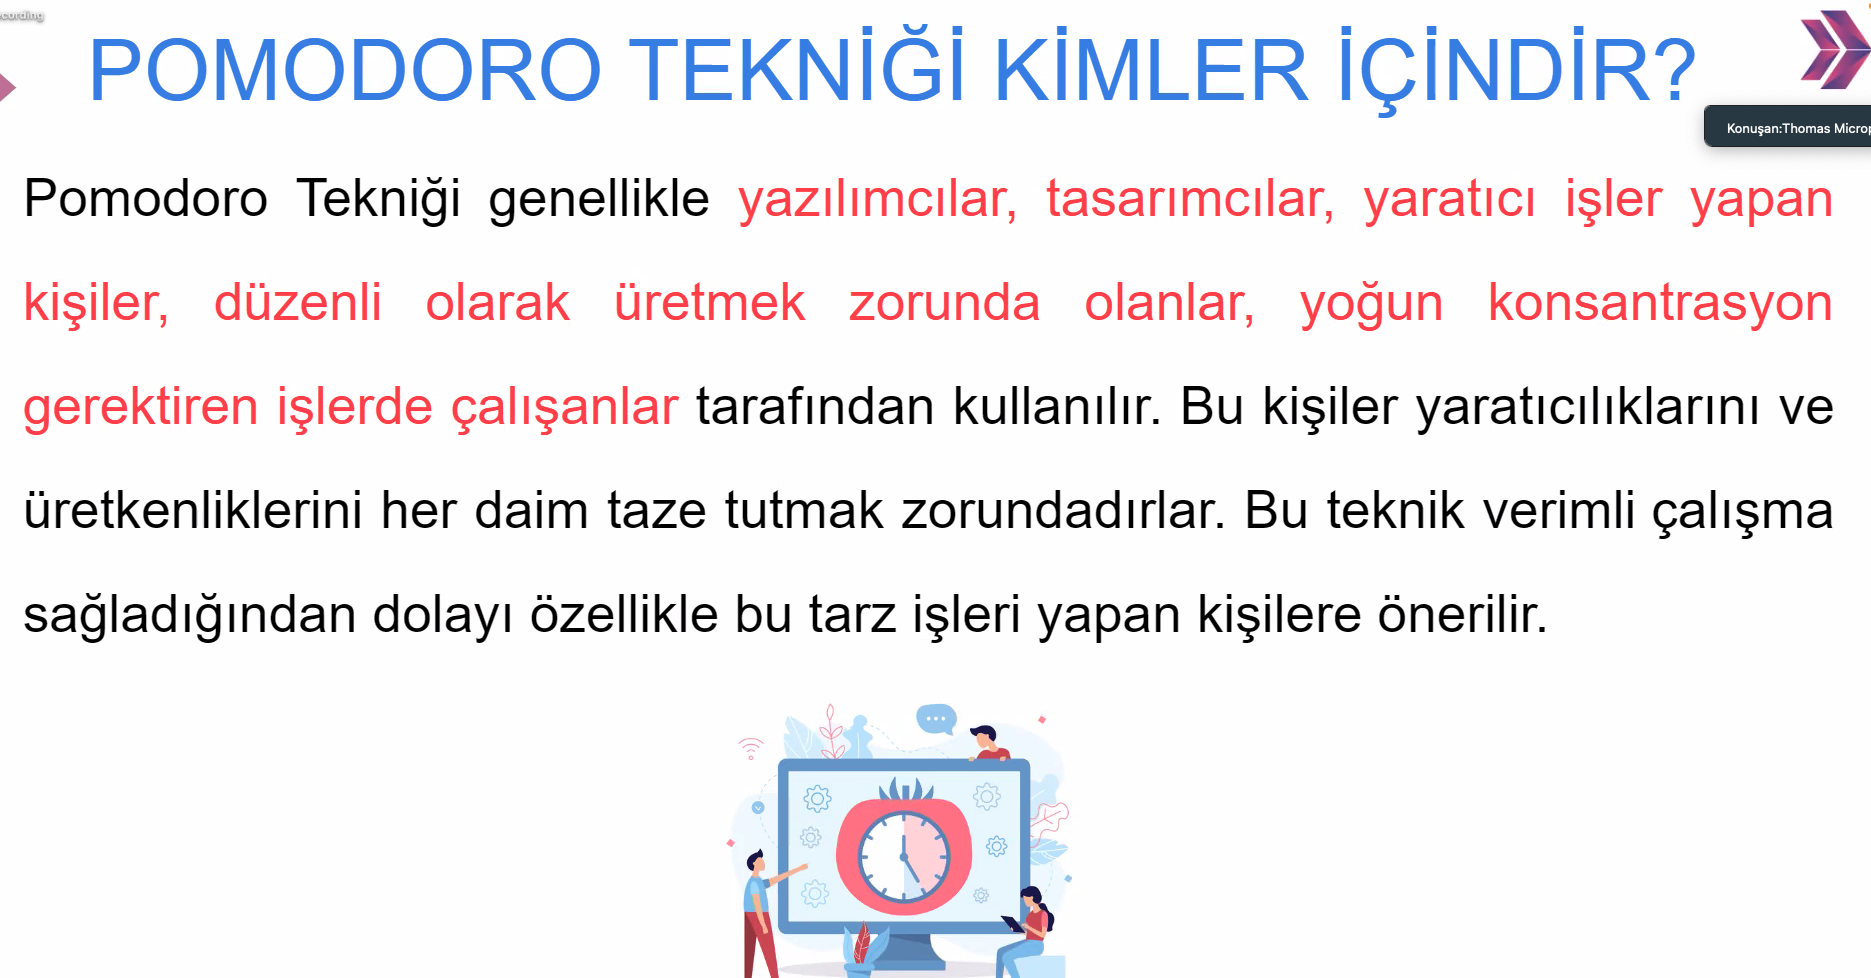 POMODORO TEKNİĞİ KİMLER İÇİNDİR?
Pomodoro Tekniği genellikle yazılımcılar, tasarımcılar, yaratıcı işler yapan
kişiler, düzenli olarak üretmek zorunda olanlar, yoğun konsantrasyon
gerektiren işlerde çalışanlar tarafından kullanılır. Bu kişiler yaratıcılıklarını ve
üretkenliklerini her daim taze tutmak zorundadırlar. Bu teknik verimli çalışma
sağladığından dolayı özellikle bu tarz işleri yapan kişilere önerilir.
Konuşan:Thomas